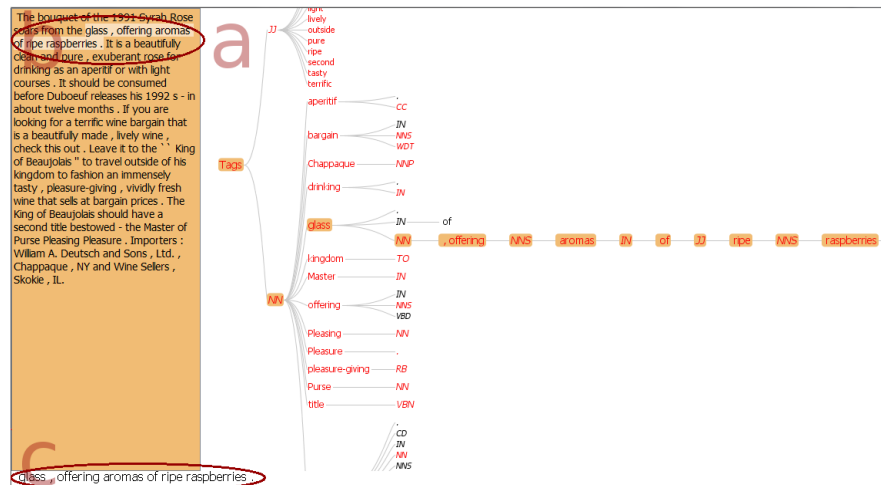 The bouquet of the 1991 Syrah Rose
soars from the glass , offering aromas
of ripe raspberries . It is a beautifully
clean and pure , exuberant rose for
drinking as an aperitif or with light
courses . It should be consumed
before Duboeuf releases his 1992 s - in
about twelve months . If you are
looking for a terrific wine bargain that
is a beautifully made , lively wine ,
check this out . Leave it to the `` King
of Beaujolais '' to travel outside of his
kingdom to fashion an immensely
tasty , pleasure-giving , vividly fresh
wine that sells at bargain prices . The
King of Beaujolais should have a
second title bestowed - the Master of
Purse Pleasing Pleasure . Importers :
William A. Deutsch and Sons , Ltd. ,
Chappaque , NY and Wine Sellers ,
Skokie , IL.
b
a
c
glass , offering aromas of ripe raspberries .
Tags
JJ
light
lively
outside
pure
ripe
second
tasty
terrific
NN
aperitif
.
CC
bargain
IN
NNS
WDT
Chappaque
NNP
drinking
.
IN
glass
.
IN
of
NN
, offering
NNS
aromas
IN
of
JJ
ripe
NNS
raspberries
kingdom
TO
Master
IN
offering
IN
NNS
VBD
Pleasing
NN
Pleasure
.
pleasure-giving
RB
Purse
NN
title
VBN
.
CD
IN
NN
NNS